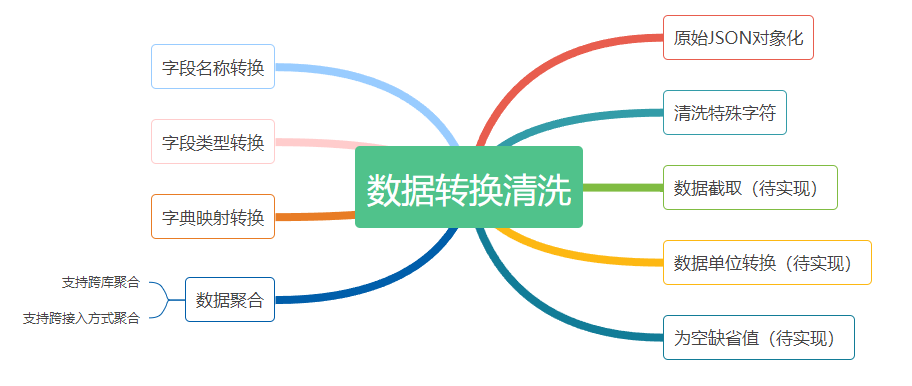 数据转换清洗
原始JSON对象化
清洗特殊字符
数据截取（待实现）
数据单位转换（待实现）
为空缺省值（待实现）
字段名称转换
字段类型转换
字典映射转换
数据聚合
支持跨库聚合
支持跨接入方式聚合